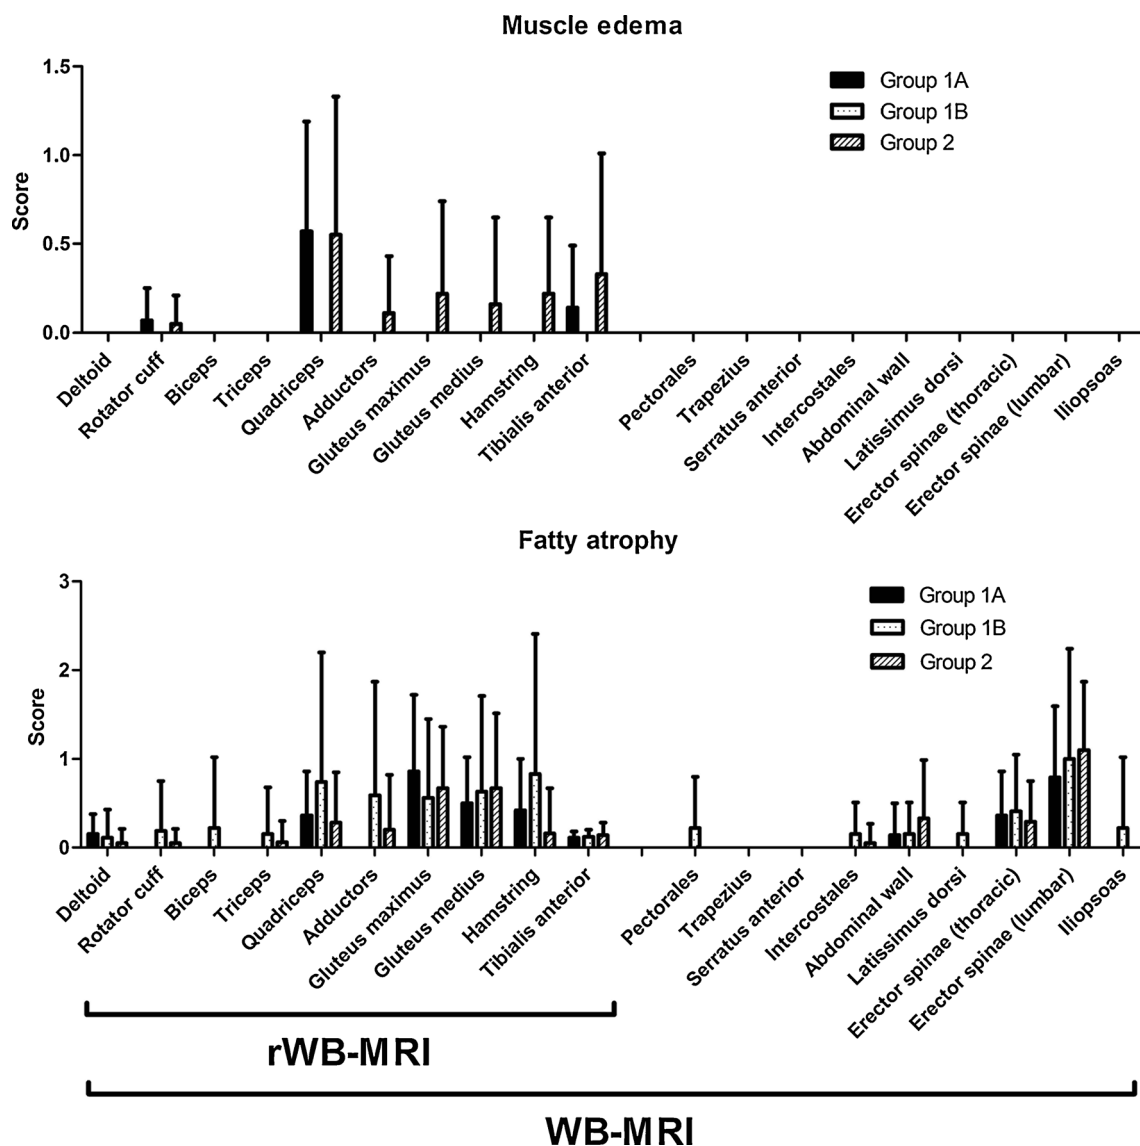 Muscle edema
1.5
1.0
0.5
0.0
Score
Group 1A
Group 1B
Group 2
Deltoid
Rotator cuff
Biceps
Triceps
Quadriceps
Adductors
Gluteus maximus
Gluteus medius
Hamstring
Tibialis anterior
Pectorales
Trapezius
Serratus anterior
Intercostales
Abdominal wall
Latissimus dorsi
Erector spinae (thoracic)
Erector spinae (lumbar)
Iliopsoas
Fatty atrophy
3
2
1
0
Score
Group 1A
Group 1B
Group 2
Deltoid
Rotator cuff
Biceps
Triceps
Quadriceps
Adductors
Gluteus maximus
Gluteus medius
Hamstring
Tibialis anterior
Pectorales
Trapezius
Serratus anterior
Intercostales
Abdominal wall
Latissimus dorsi
Erector spinae (thoracic)
Erector spinae (lumbar)
Iliopsoas
rWB-MRI
WB-MRI